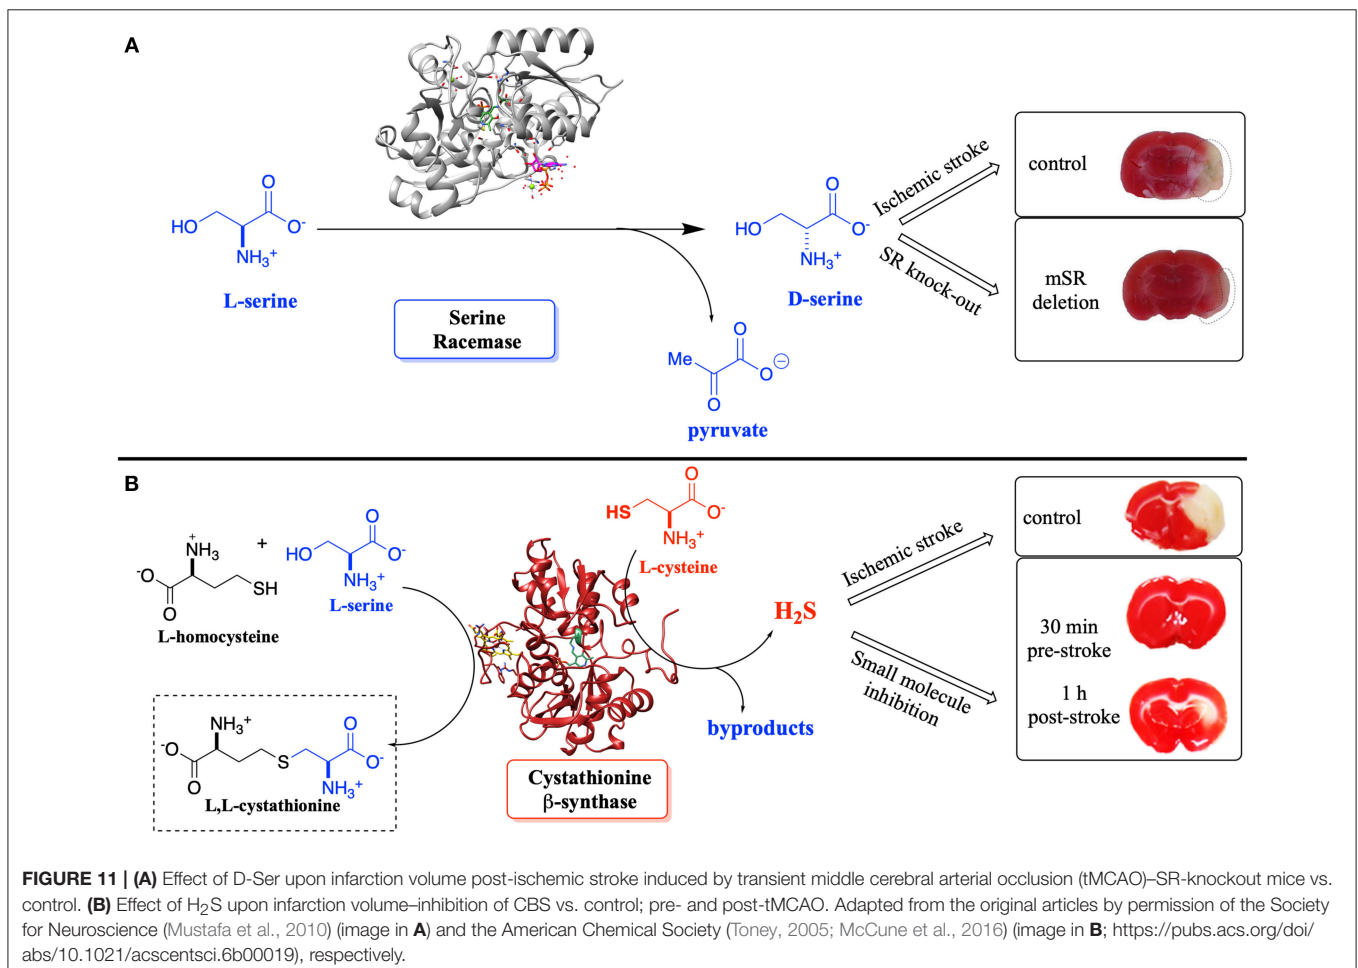 A
HO
O
O-
NH3+
L-serine
Serine
Racemase
HO
O
O-
NH3+
D-serine
Me
O
O
O
⊖
pyruvate
Ischemic stroke
SR knock-out
control
mSR
deletion
B
+
NH3
-O
O
SH
L-homocysteine
+
HO
O
O-
NH3+
L-serine
HS
O
O-
NH3+
L-cysteine
-O
NH3+
O
S
O
O-
NH3+
L,L-cystathionine
Cystathionine
β-synthase
H2S
byproducts
Ischemic stroke
Small molecule
inhibition
control
30 min
pre-stroke
1 h
post-stroke
FIGURE 11 | (A) Effect of D-Ser upon infarction volume post-ischemic stroke induced by transient middle cerebral arterial occlusion (tMCAO)–SR-knockout mice vs.
control. (B) Effect of H2S upon infarction volume–inhibition of CBS vs. control; pre- and post-tMCAO. Adapted from the original articles by permission of the Society
for Neuroscience (Mustafa et al., 2010) (image in A) and the American Chemical Society (Toney, 2005; McCune et al., 2016) (image in B; https://pubs.acs.org/doi/
abs/10.1021/acscentsci.6b00019), respectively.